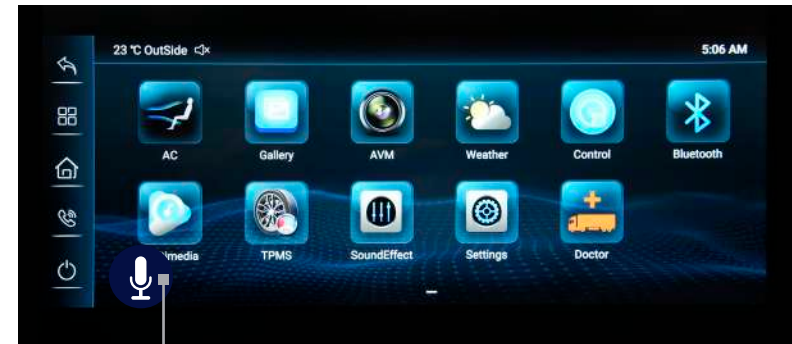 23 °C OutSide
5:06 AM
AC
Gallery
AVM
Weather
Control
Bluetooth
TPMS
SoundEffect
Settings
Doctor